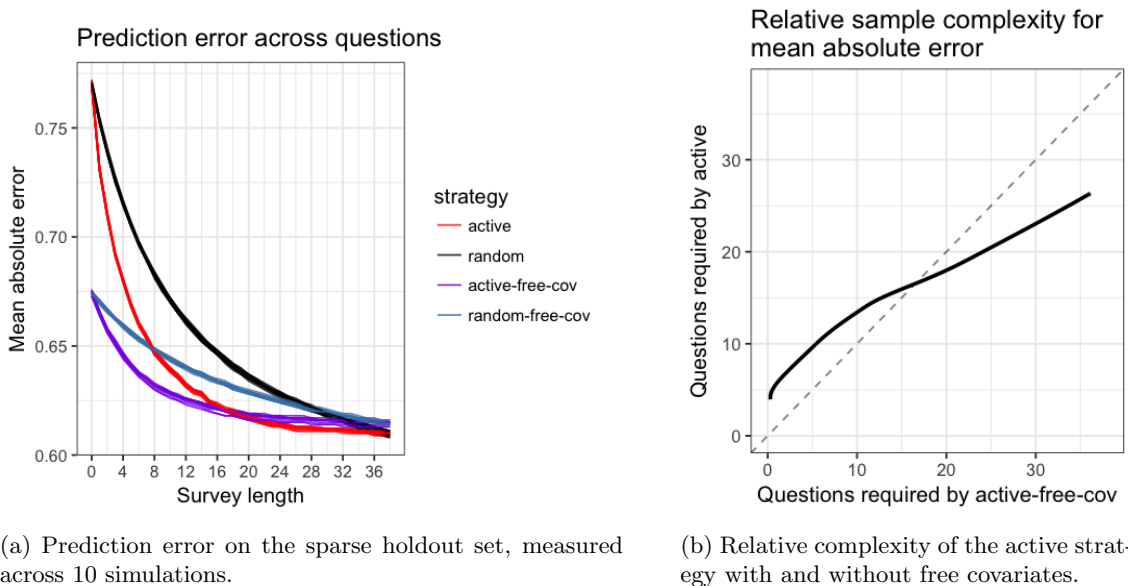 Prediction error across questions
Mean absolute error
0.75
0.70
0.65
0.60
0 4 8 12 16 20 24 28 32 36
Survey length
strategy
active
random
active-free-cov
random-free-cov
(a) Prediction error on the sparse holdout set, measured
across 10 simulations.
Relative sample complexity for
mean absolute error
Questions required by active
30
20
10
0
0 10 20 30
Questions required by active-free-cov
(b) Relative complexity of the active strat-
egy with and without free covariates.